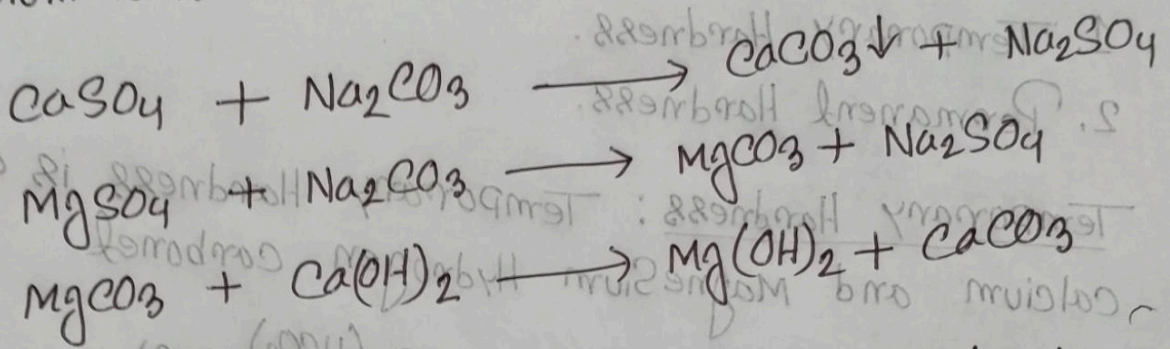 CaSO4 + Na2CO3 → CaCO3↓ + Na2SO4
MgSO4 + Na2CO3 → MgCO3 + Na2SO4
MgCO3 + Ca(OH)2 → Mg(OH)2 + CaCO3